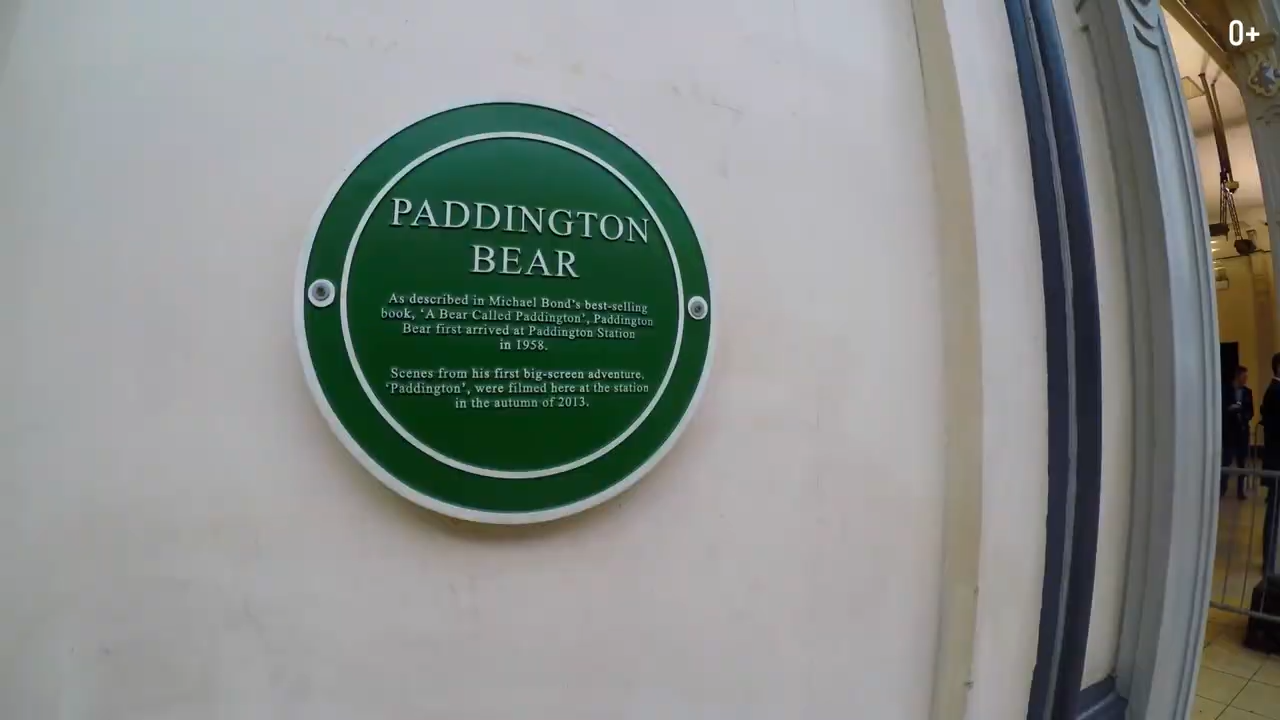 0+
PADDINGTON
BEAR
As described in Michael Bond's best-selling
book, 'A Bear Called Paddington', Paddington
Bear first arrived at Paddington Station
in 1958.
Scenes from his first big-screen adventure,
'Paddington', were filmed here at the station
in the autumn of 2013.